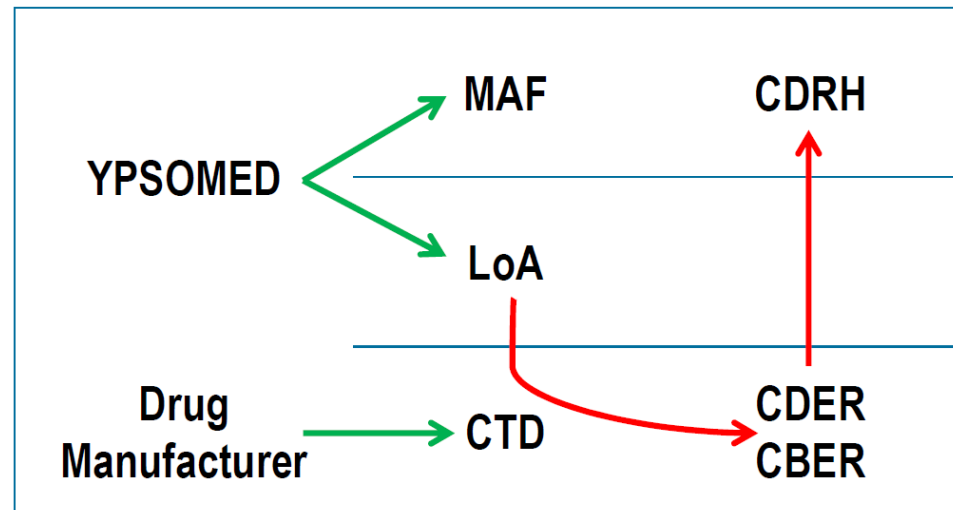 MAF
CDRH
YPSOMED
LoA
Drug
Manufacturer
CTD
CDER
CBER